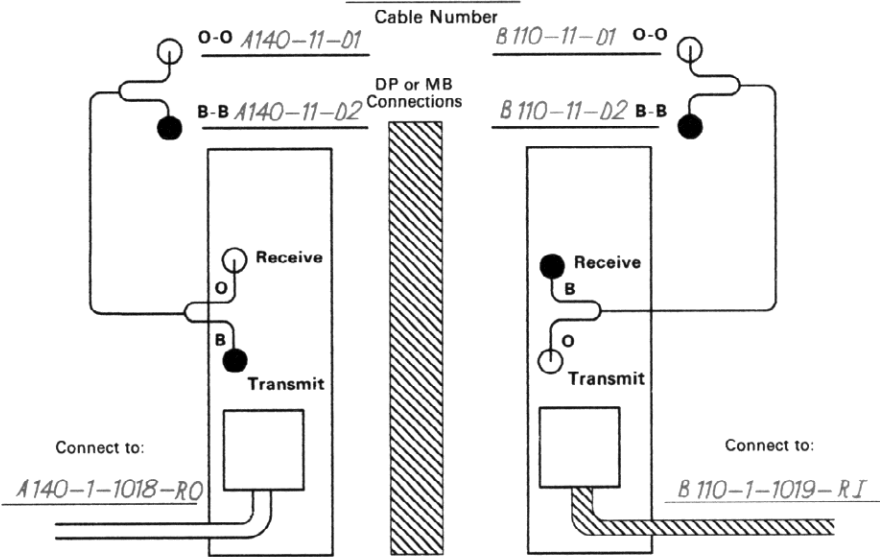 Cable Number
O-O A140-11-D1
B110-11-D1 O-O
DP or MB
Connections
B-B A140-11-D2
B110-11-D2 B-B
Receive
O
B
Transmit
Receive
B
O
Transmit
Connect to:
A140-1-1018-RO
Connect to:
B110-1-1019-RI